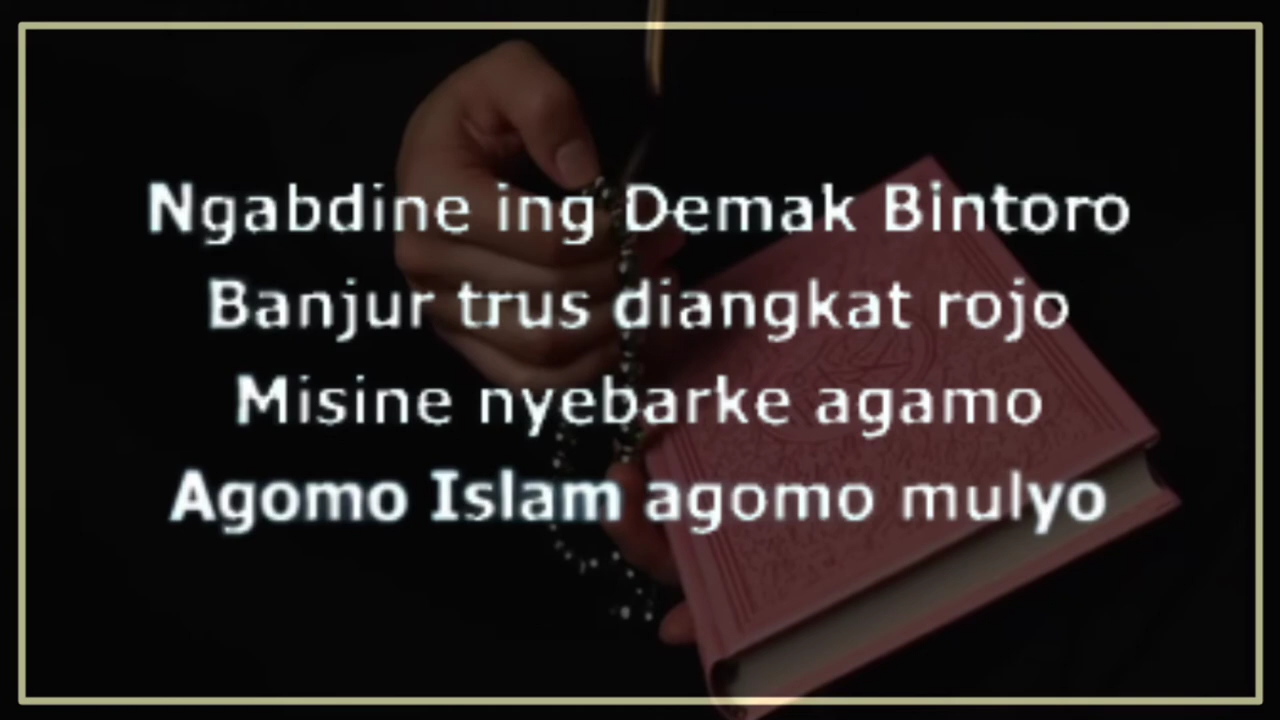 Ngabdine ing Demak Bintoro
Banjur trus diangkat rojo
Misine nyebarke agamo
Agomo Islam agomo mulyo